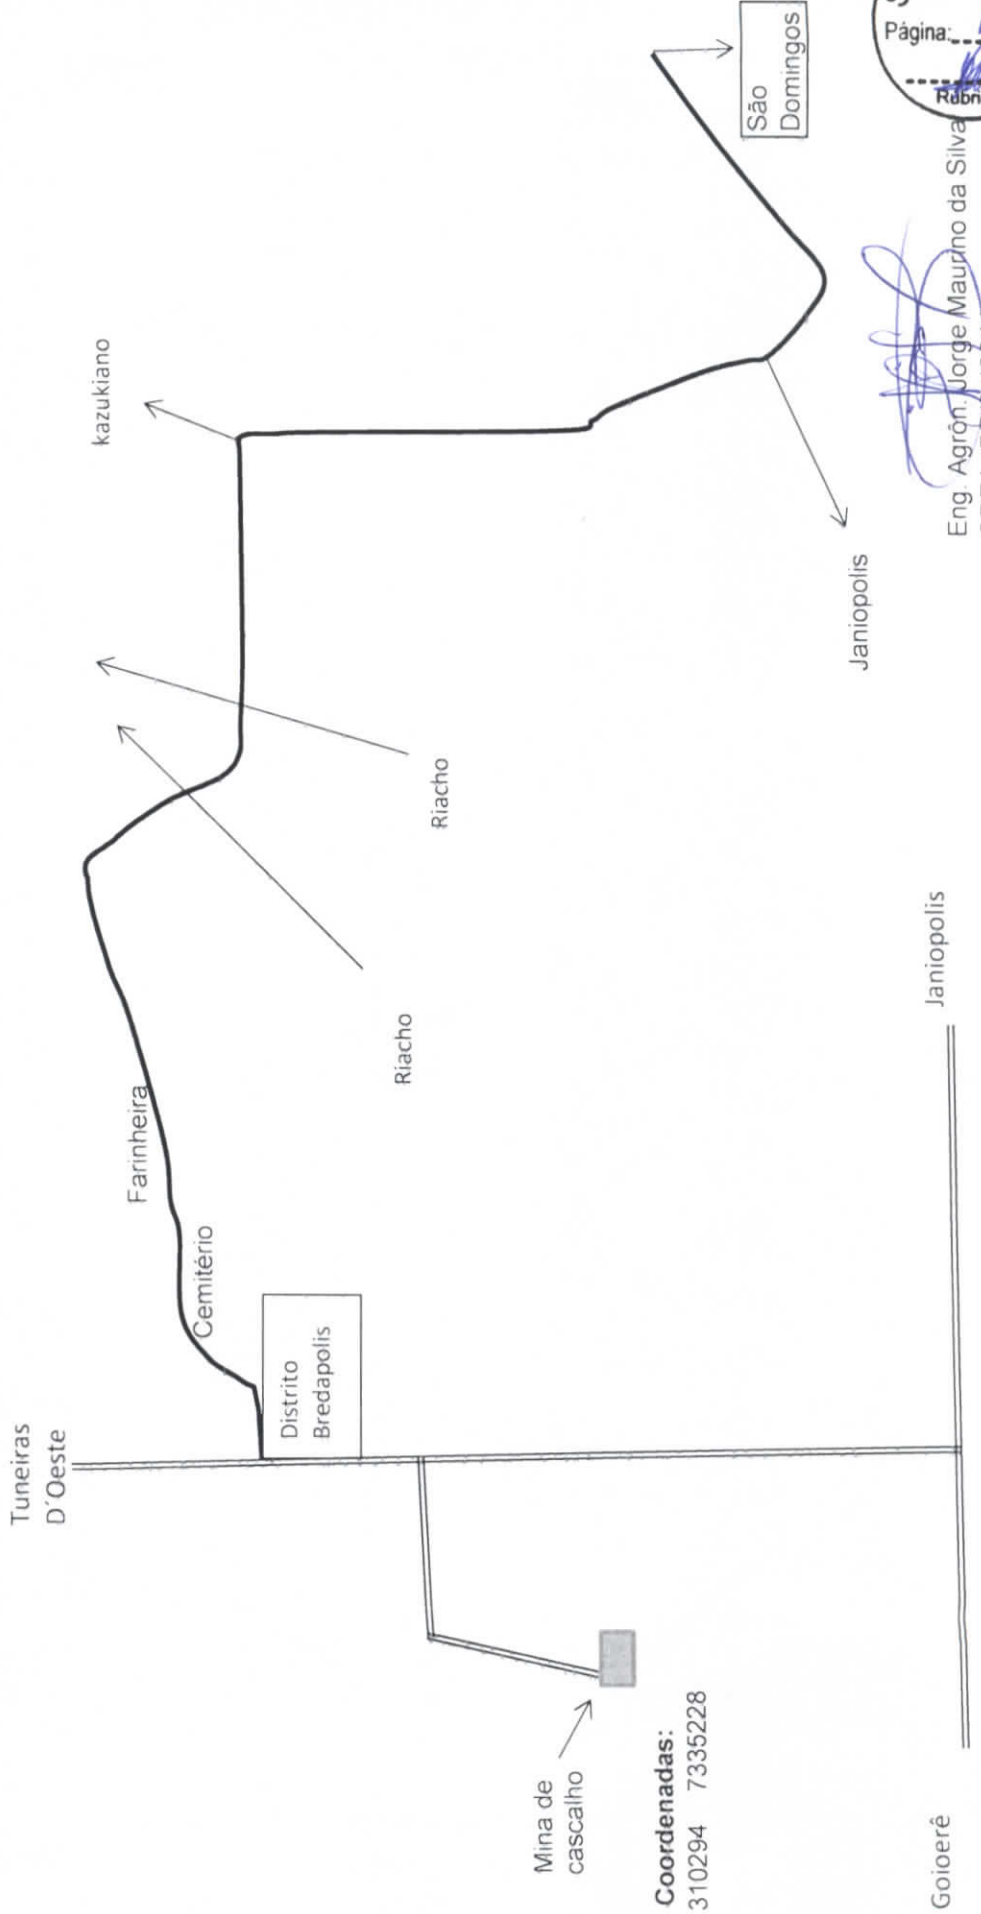 Tuneiras
D´Oeste
kazukiano
Farinheira
Cemitério
Distrito
Bredapolis
Riacho
Riacho
São
Domingos
Janiopolis
Mina de
cascalho
Coordenadas:
310294 7335228
Goioerê
Janiopolis
Página:
Eng. Agrôn. Jorge Maurino da Silva